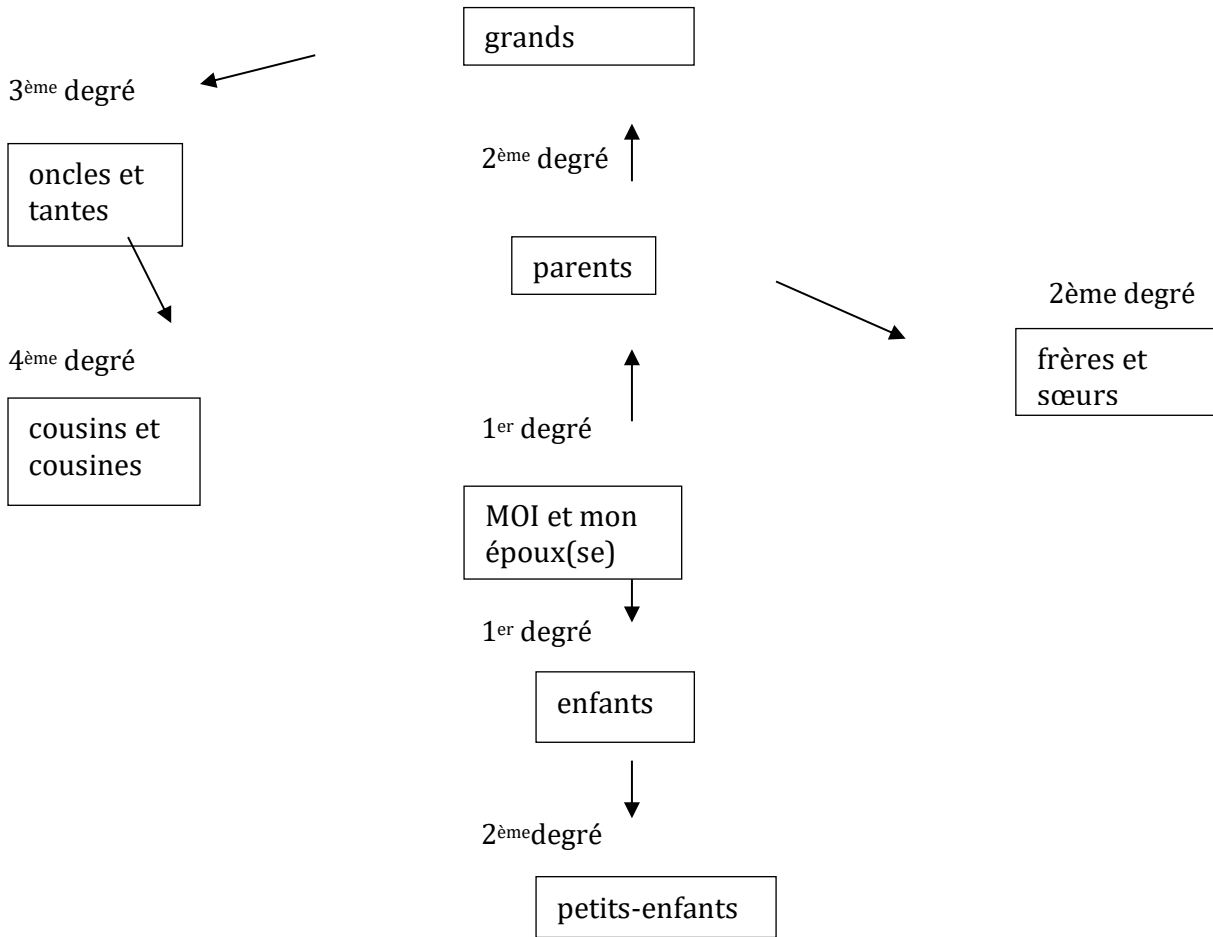 grands
3ème degré
2ème degré
oncles et
tantes
parents
2ème degré
frères et
sœurs
4ème degré
cousins et
cousines
1er degré
MOI et mon
époux(se)
1er degré
enfants
2èmedegré
petits-enfants